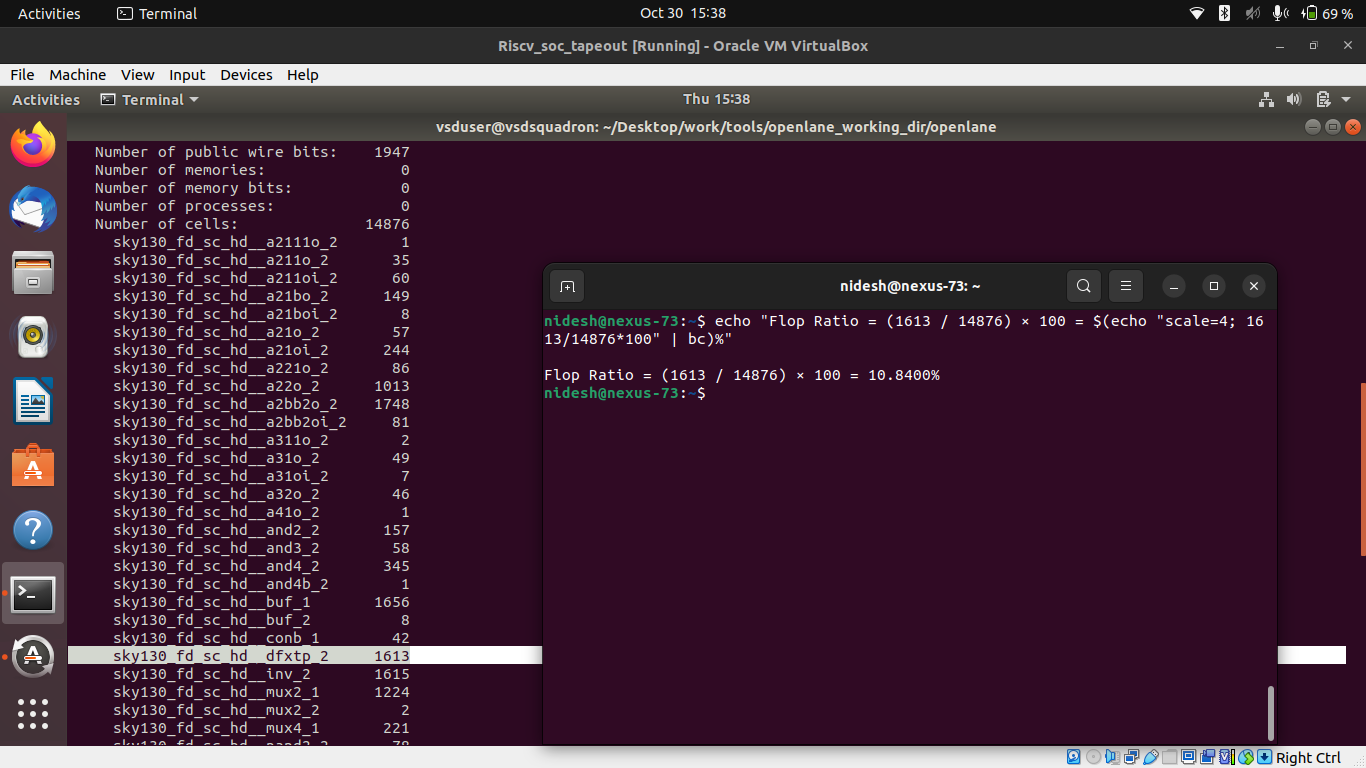 Activities Terminal Oct 30 15:38 69 %
Riscv_soc_tapeout [Running] - Oracle VM VirtualBox
File Machine View Input Devices Help
Activities Terminal Thu 15:38
vsduser@vsdsquadron: ~/Desktop/work/tools/openlane_working_dir/openlane
Number of public wire bits: 1947
Number of memories: 0
Number of memory bits: 0
Number of processes: 0
Number of cells: 14876
sky130_fd_sc_hd__a2111o_2 1
sky130_fd_sc_hd__a211o_2 35
sky130_fd_sc_hd__a211oi_2 60
sky130_fd_sc_hd__a21bo_2 149
sky130_fd_sc_hd__a21boi_2 8
sky130_fd_sc_hd__a21o_2 57
sky130_fd_sc_hd__a21oi_2 244
sky130_fd_sc_hd__a221o_2 86
sky130_fd_sc_hd__a22o_2 1013
sky130_fd_sc_hd__a2bb2o_2 1748
sky130_fd_sc_hd__a2bb2oi_2 81
sky130_fd_sc_hd__a311o_2 2
sky130_fd_sc_hd__a31o_2 49
sky130_fd_sc_hd__a31oi_2 7
sky130_fd_sc_hd__a32o_2 46
sky130_fd_sc_hd__a41o_2 1
sky130_fd_sc_hd__and2_2 157
sky130_fd_sc_hd__and3_2 58
sky130_fd_sc_hd__and4_2 345
sky130_fd_sc_hd__and4b_2 1
sky130_fd_sc_hd__buf_1 1656
sky130_fd_sc_hd__buf_2 8
sky130_fd_sc_hd__conb_1 42
sky130_fd_sc_hd__dfxtp_2 1613
sky130_fd_sc_hd__inv_2 1615
sky130_fd_sc_hd__mux2_1 1224
sky130_fd_sc_hd__mux2_2 2
sky130_fd_sc_hd__mux4_1 221
nidesh@nexus-73: ~
nidesh@nexus-73:~$ echo "Flop Ratio = (1613 / 14876) × 100 = $(echo "scale=4; 16
13/14876*100" | bc)%"
Flop Ratio = (1613 / 14876) × 100 = 10.8400%
nidesh@nexus-73:~$
Right Ctrl